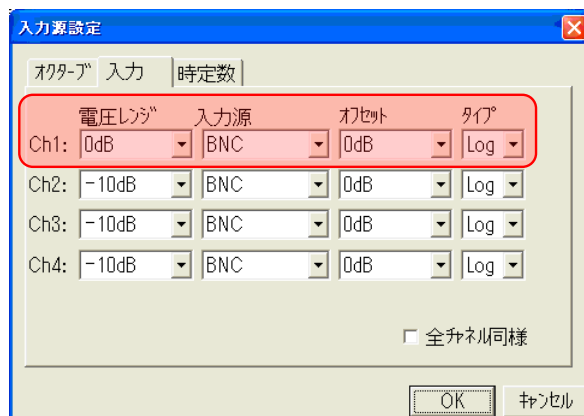 入力源設定
ｵｸﾀｰﾌﾞ 入力 時定数
電圧ﾚﾝｼﾞ 入力源 ｵﾌｾｯﾄ ﾀｲﾌﾟ
Ch1: 0dB BNC 0dB Log
Ch2: -10dB BNC 0dB Log
Ch3: -10dB BNC 0dB Log
Ch4: -10dB BNC 0dB Log
全ﾁｬﾈﾙ同様
OK ｷｬﾝｾﾙ